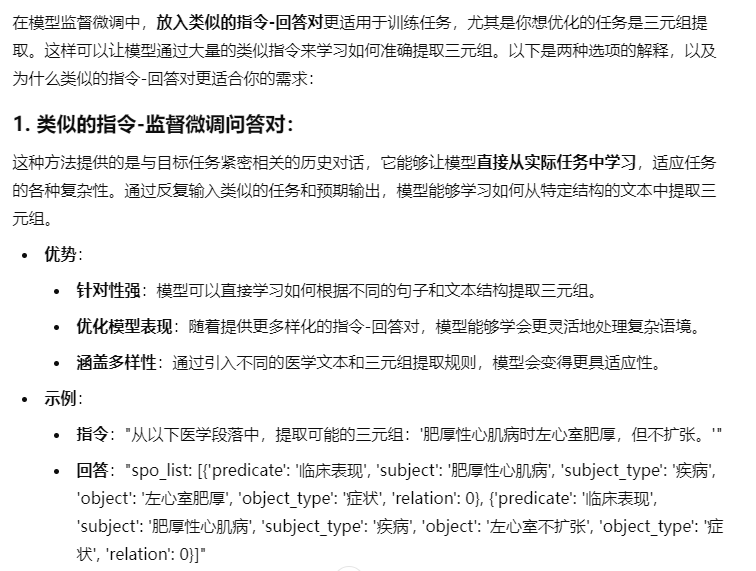 在模型监督微调中，放入类似的指令-回答对更适用于训练任务，尤其是你想优化的任务是三元组提
取。这样可以让模型通过大量的类似指令来学习如何准确提取三元组。以下是两种选项的解释，以及
为什么类似的指令-回答对更适合你的需求：
1. 类似的指令-监督微调问答对：
这种方法提供的是与目标任务紧密相关的历史对话，它能够让模型直接从实际任务中学习，适应任务
的各种复杂性。通过反复输入类似的任务和预期输出，模型能够学习如何从特定结构的文本中提取三
元组。
• 优势：
• 针对性强：模型可以直接学习如何根据不同的句子和文本结构提取三元组。
• 优化模型表现：随着提供更多样化的指令-回答对，模型能够学会更灵活地处理复杂语境。
• 涵盖多样性：通过引入不同的医学文本和三元组提取规则，模型会变得更具适应性。
• 示例：
• 指令："从以下医学段落中，提取可能的三元组：'肥厚性心肌病时左心室肥厚，但不扩张。'"
• 回答："spo_list: [{'predicate': '临床表现', 'subject': '肥厚性心肌病', 'subject_type': '疾病',
'object': '左心室肥厚', 'object_type': '症状', 'relation': 0}, {'predicate': '临床表现',
'subject': '肥厚性心肌病', 'subject_type': '疾病', 'object': '左心室不扩张', 'object_type': '症
状', 'relation': 0}]"